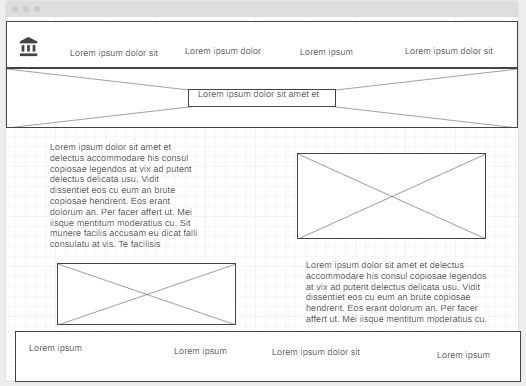 Lorem ipsum dolor sit
Lorem ipsum dolor
Lorem ipsum
Lorem ipsum dolor sit
Lorem ipsum dolor sit amet et
Lorem ipsum dolor sit amet et
delectus accommodare his consul
copiosae legendos at vix ad putent
delectus delicata usu. Vidit
dissentiet eos cu eum an brute
copiosae hendrerit. Eos erant
dolorum an. Per facer affert ut. Mei
iisque mentitum moderatius cu. Sit
munere facilis accusam eu dicat falli
consulatu at vis. Te facilisis
Lorem ipsum dolor sit amet et delectus
accommodare his consul copiosae legendos
at vix ad putent delectus delicata usu. Vidit
dissentiet eos cu eum an brute copiosae
hendrerit. Eos erant dolorum an. Per facer
affert ut. Mei iisque mentitum moderatius cu.
Lorem ipsum
Lorem ipsum
Lorem ipsum dolor sit
Lorem ipsum